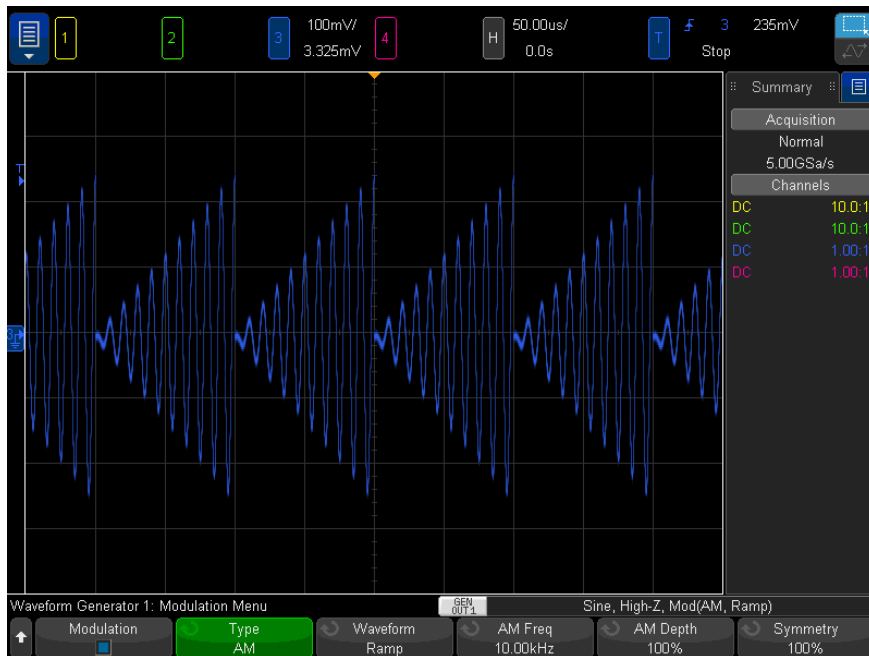 1 2 3 100mV/ 4 H 50.00us/ T 3 235mV
3.325mV 0.0s Stop
Summary
Acquisition
Normal
5.00GSa/s
Channels
DC 10.0:1
DC 10.0:1
DC 1.00:1
DC 1.00:1
T
T
3
Waveform Generator 1: Modulation Menu GEN OUT1 Sine, High-Z, Mod(AM, Ramp)
Modulation Type Waveform AM Freq AM Depth Symmetry
AM Ramp 10.00kHz 100% 100%